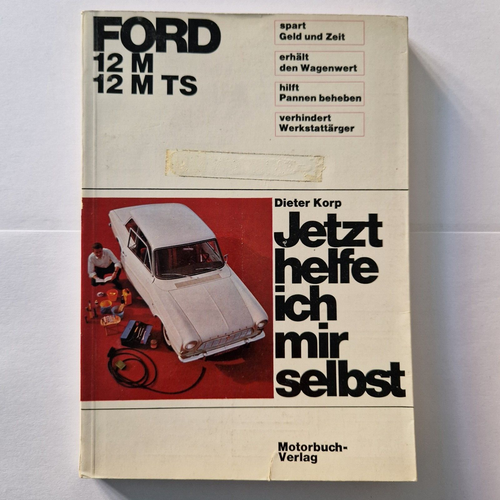 FORD
12 M
12 M TS
spart
Geld und Zeit
erhält
den Wagenwert
hilft
Pannen beheben
verhindert
Werkstattärger
Dieter Korp
Jetzt
helfe
ich
mir
selbst
Motorbuch-
Verlag